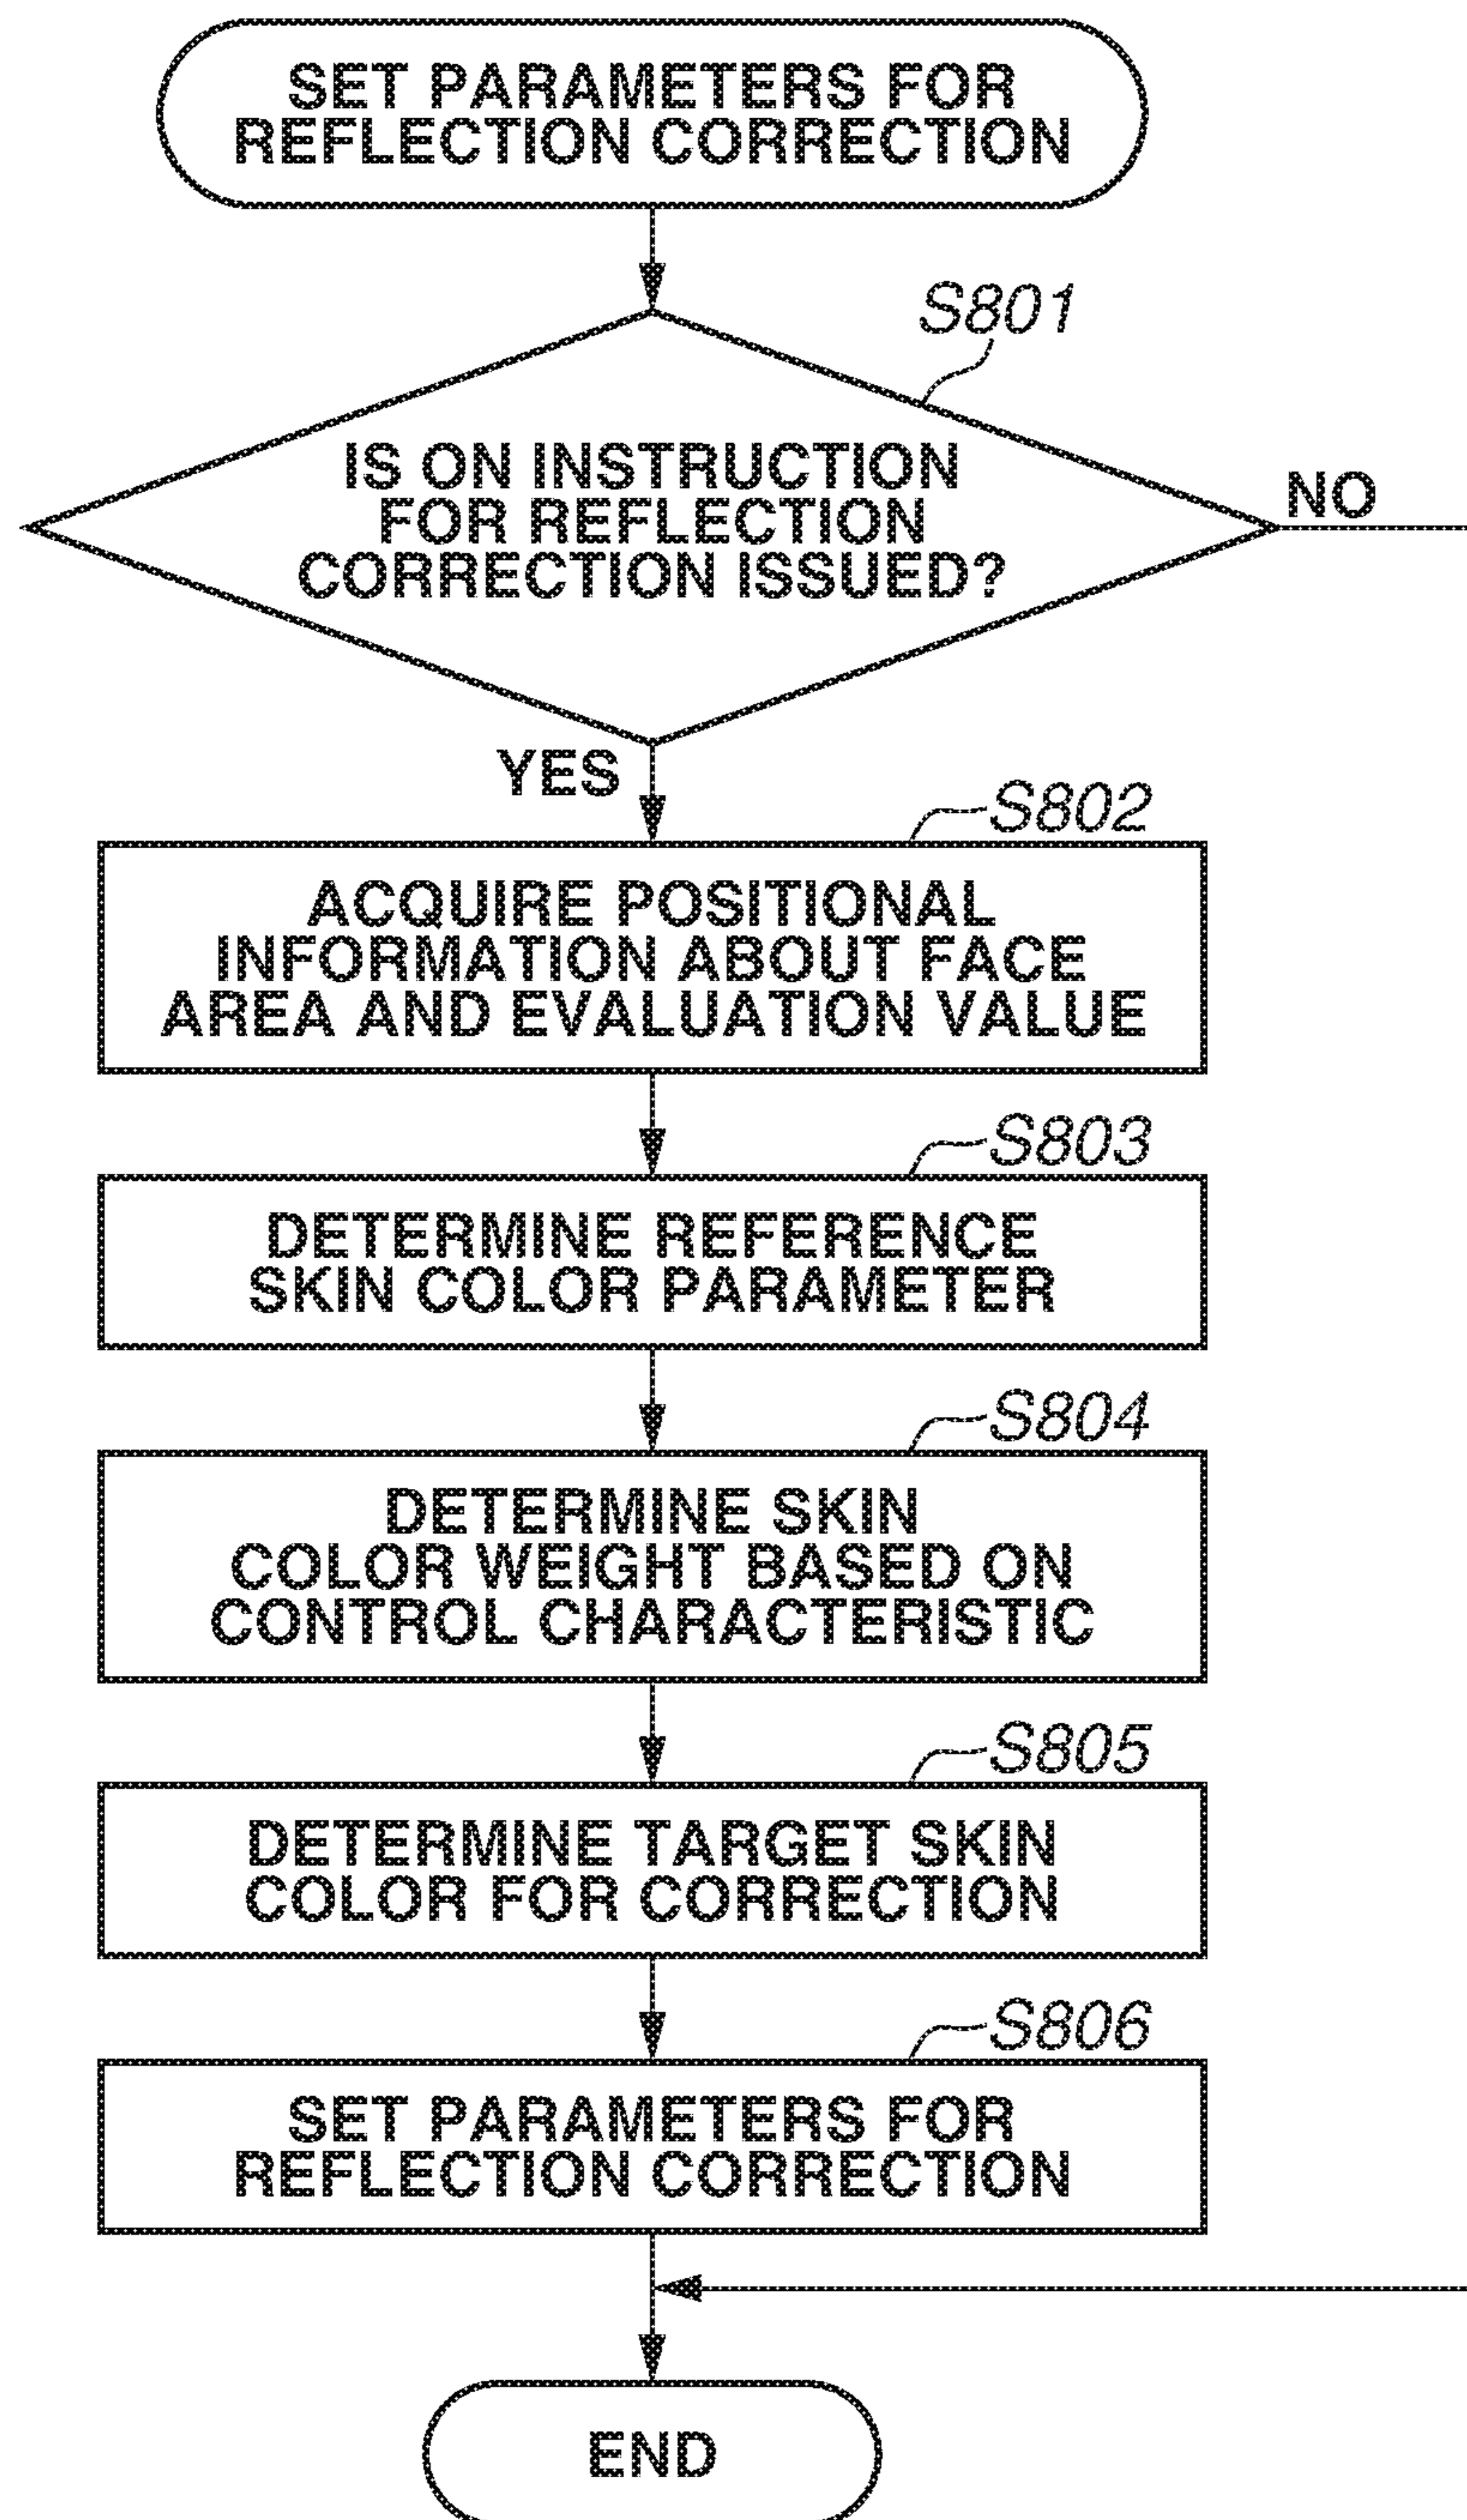 SET PARAMETERS FOR
REFLECTION CORRECTION
S801
IS ON INSTRUCTION
FOR REFLECTION
CORRECTION ISSUED?
NO
YES
S802
ACQUIRE POSITIONAL
INFORMATION ABOUT FACE
AREA AND EVALUATION VALUE
S803
DETERMINE REFERENCE
SKIN COLOR PARAMETER
S804
DETERMINE SKIN
COLOR WEIGHT BASED ON
CONTROL CHARACTERISTIC
S805
DETERMINE TARGET SKIN
COLOR FOR CORRECTION
S806
SET PARAMETERS FOR
REFLECTION CORRECTION
END